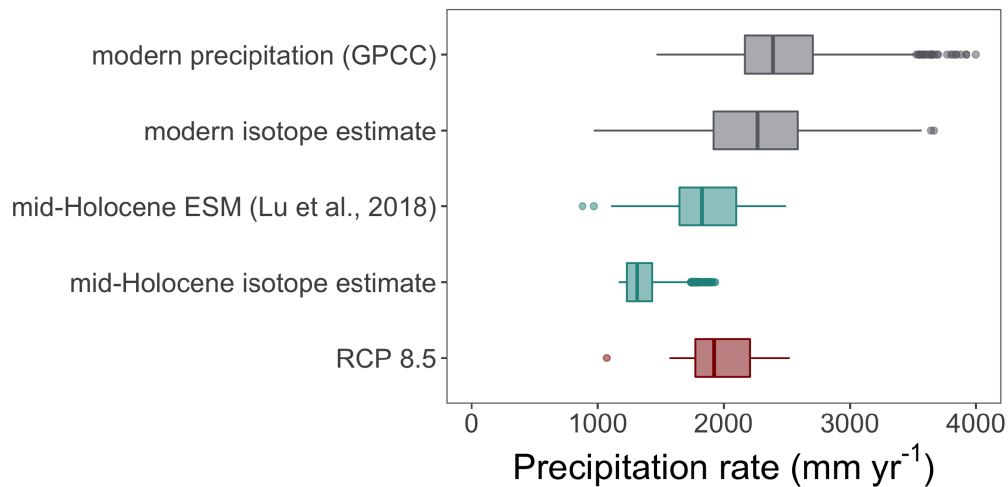 modern precipitation (GPCC)
modern isotope estimate
mid-Holocene ESM (Lu et al., 2018)
mid-Holocene isotope estimate
RCP 8.5
0 1000 2000 3000 4000
Precipitation rate (mm yr⁻¹)